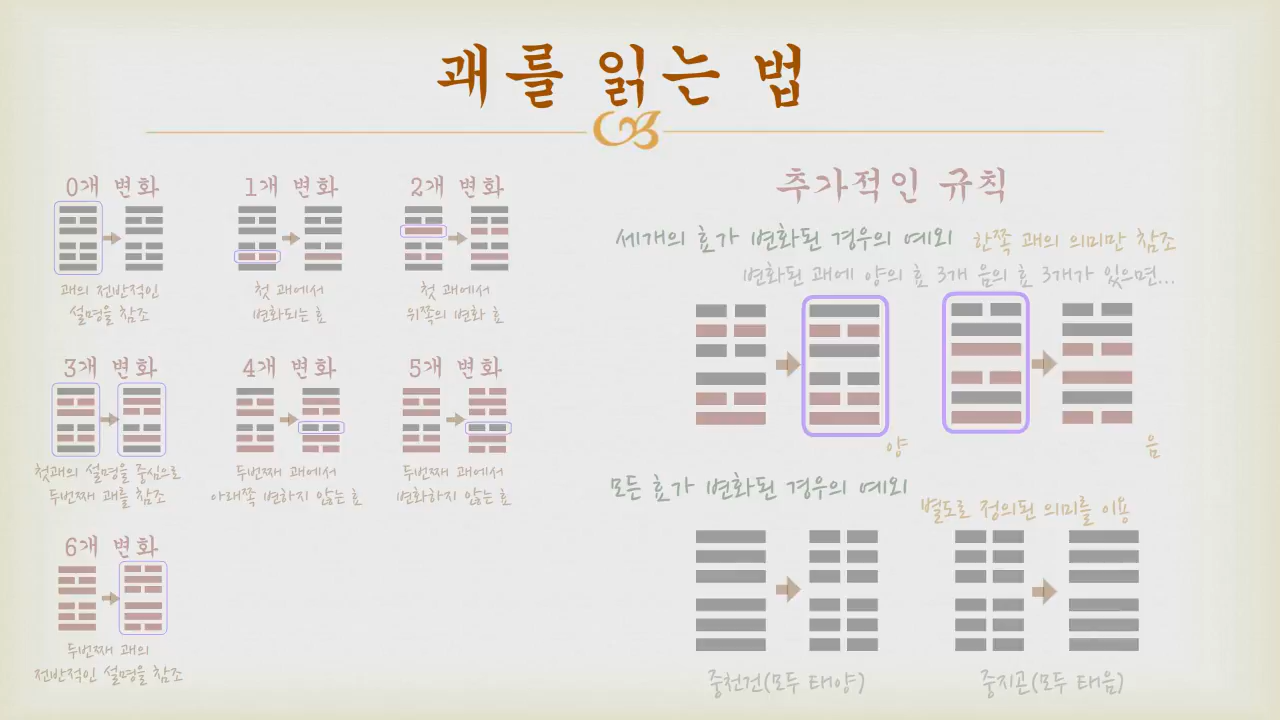 괘를 읽는 법
0개 변화
괘의 전반적인
설명을 참조
1개 변화
첫 괘에서
변화되는 효
2개 변화
첫 괘에서
위쪽의 변화 효
3개 변화
첫괘의 설명을 중심으로
두번째 괘를 참조
4개 변화
두번째 괘에서
아래쪽 변하지 않는 효
5개 변화
두번째 괘에서
변화하지 않는 효
6개 변화
두번째 괘의
전반적인 설명을 참조
추가적인 규칙
세개의 효가 변화된 경우의 예외
한쪽 괘의 의미만 참조
변화된 괘에 양의 효 3개 음의 효 3개가 있으면...
양
음
모든 효가 변화된 경우의 예외
별도로 정의된 의미를 이용
중천건(모두 태양)
중지곤(모두 태음)